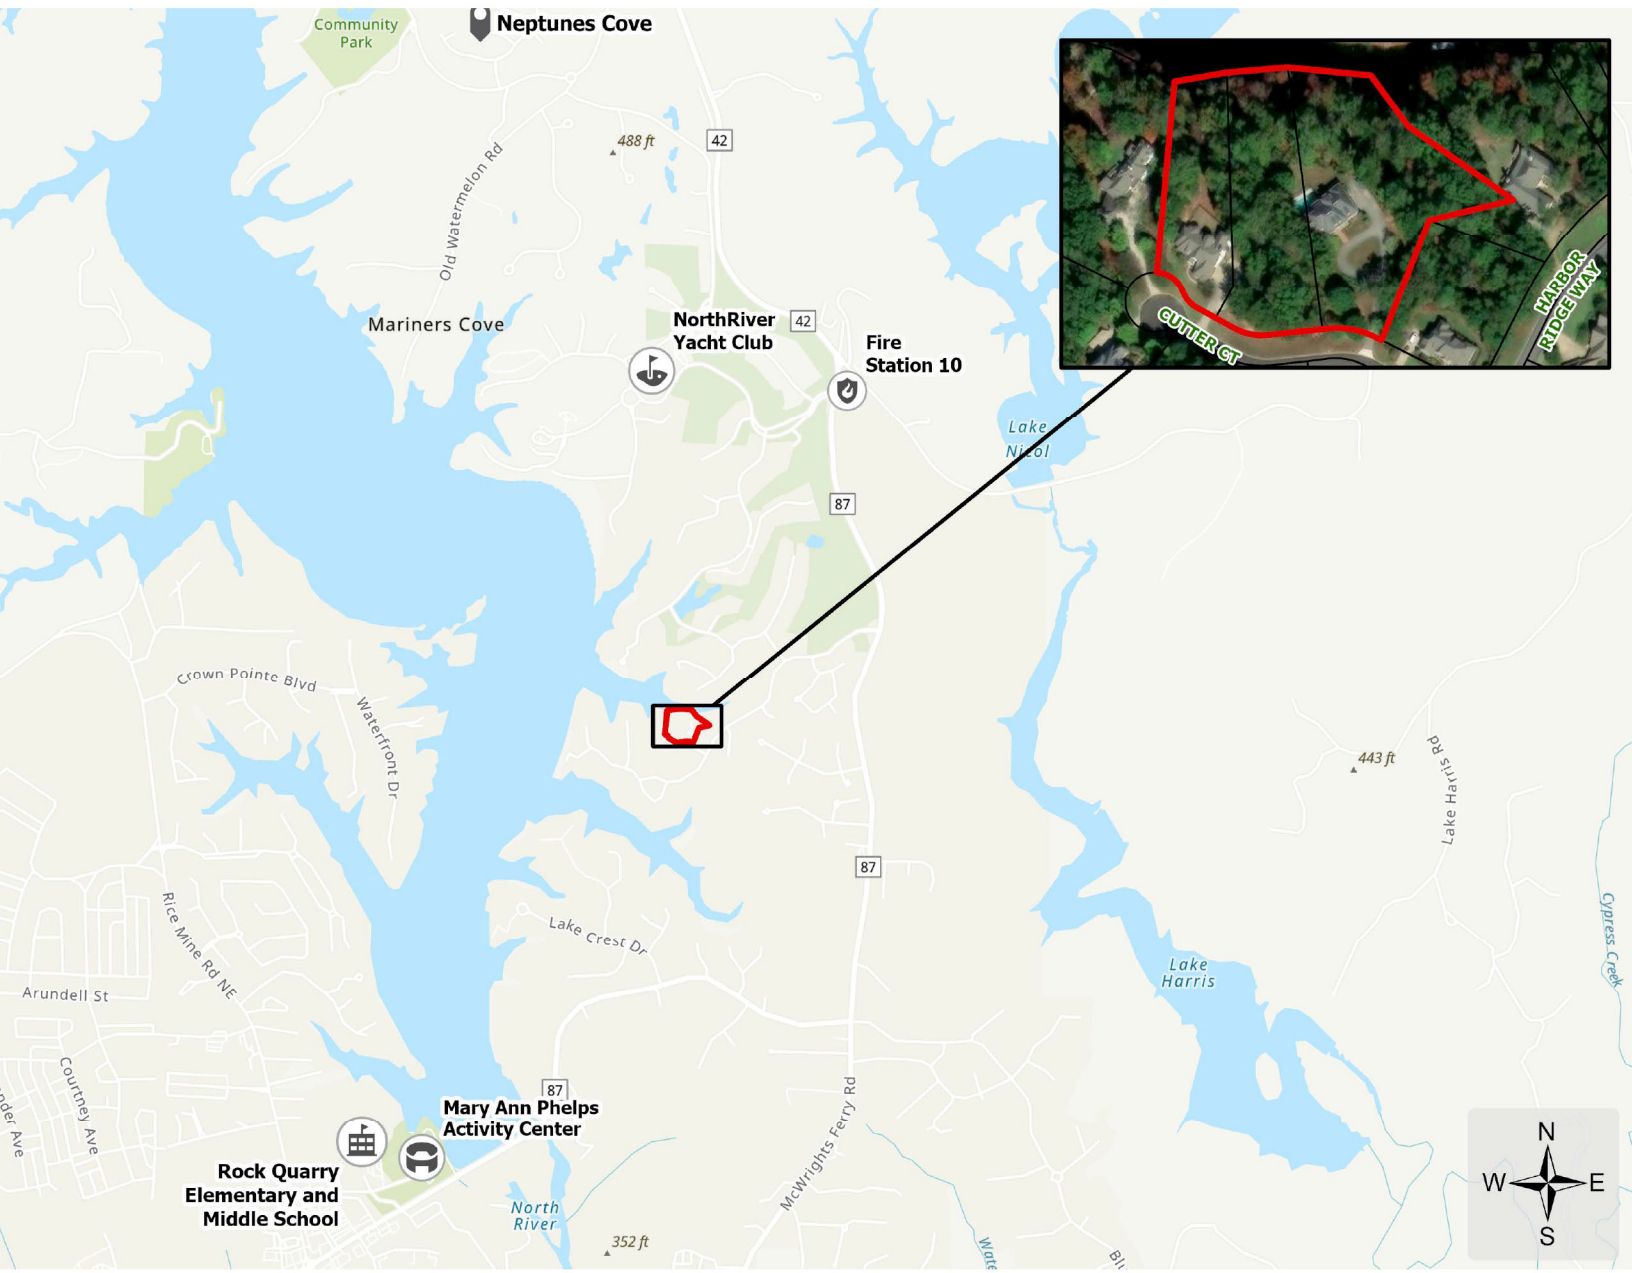 Community
Park
Neptunes Cove
488 ft
42
Old Watermelon Rd
Mariners Cove
NorthRiver
Yacht Club
42
Fire
Station 10
HARBOR
RIDGE WAY
CUTTER CT
Lake
Nicol
87
Crown Pointe Blvd
Waterfront Dr
443 ft
Lake Harris Rd
87
Rice Mine Rd NE
Lake Crest Dr
Cypress Creek
Lake
Harris
Arundell St
Courtney Ave
87
Mary Ann Phelps
Activity Center
McWrights Ferry Rd
Rock Quarry
Elementary and
Middle School
North
River
352 ft
N
W
E
S